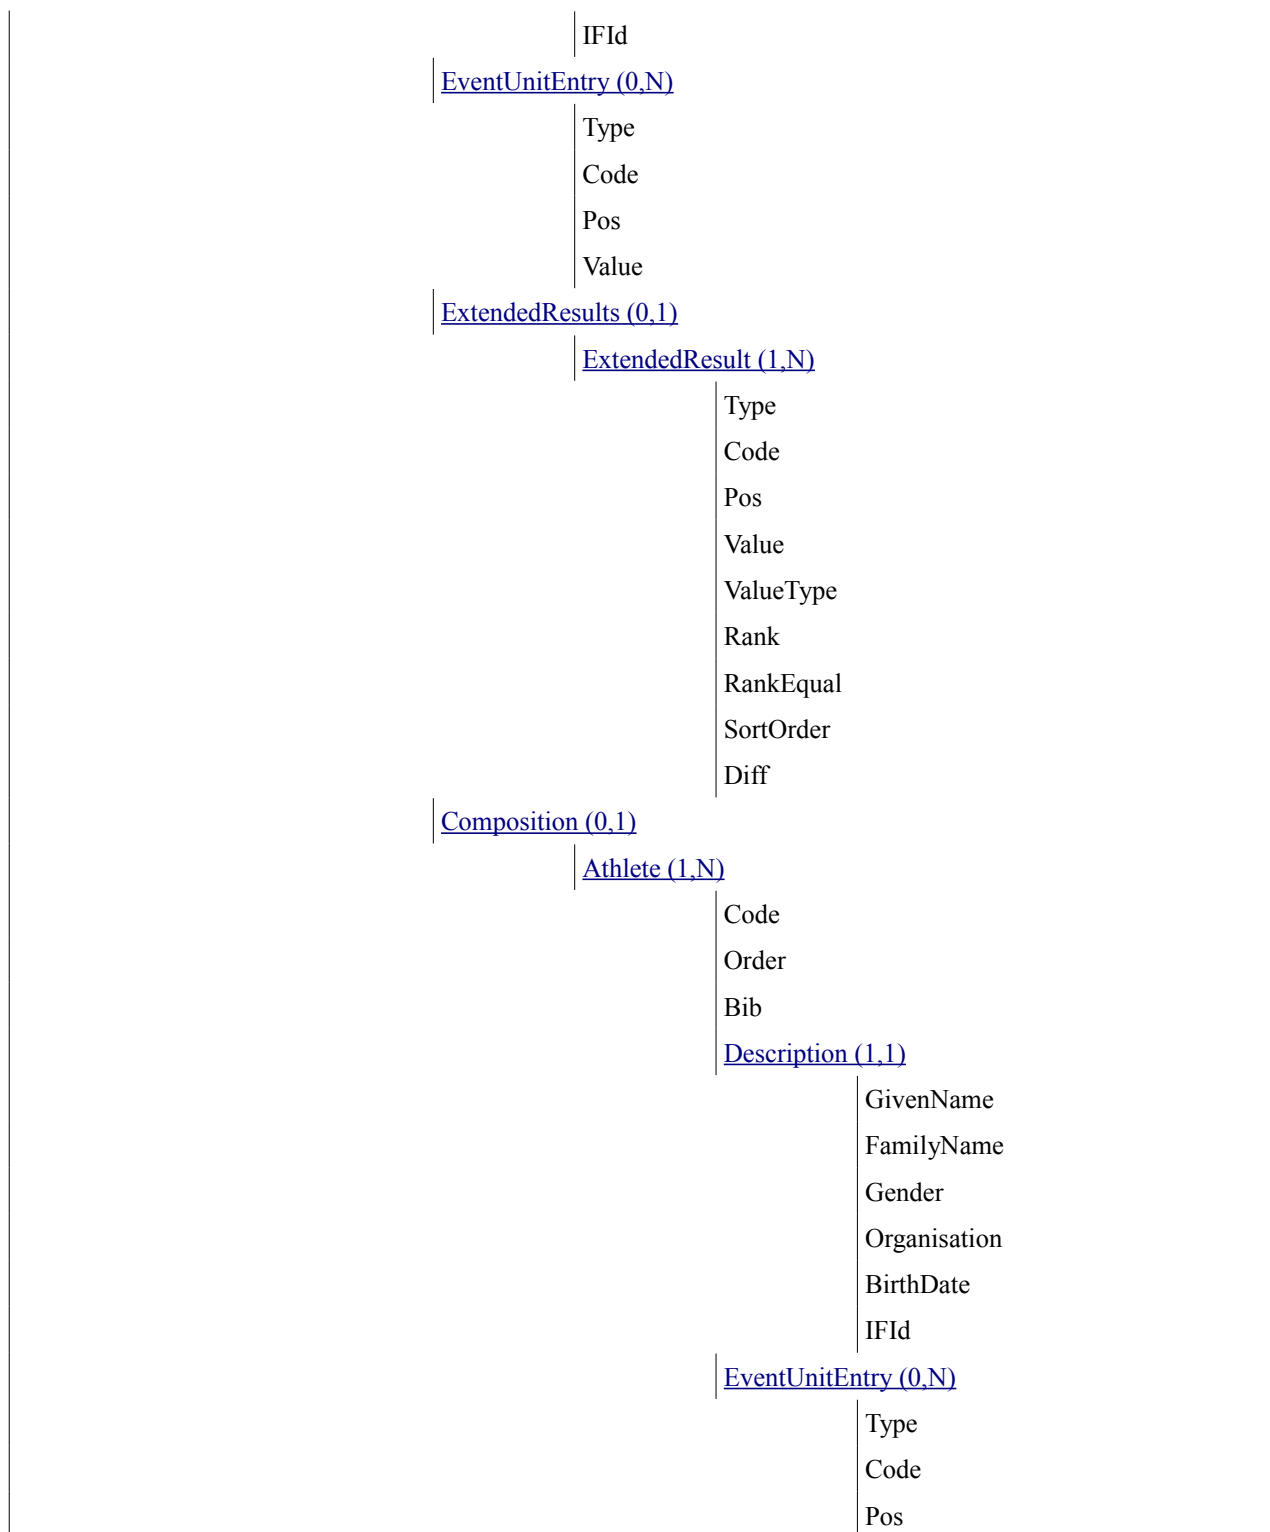 IFId
EventUnitEntry (0,N)
Type
Code
Pos
Value
ExtendedResults (0,1)
ExtendedResult (1,N)
Type
Code
Pos
Value
ValueType
Rank
RankEqual
SortOrder
Diff
Composition (0,1)
Athlete (1,N)
Code
Order
Bib
Description (1,1)
GivenName
FamilyName
Gender
Organisation
BirthDate
IFId
EventUnitEntry (0,N)
Type
Code
Pos